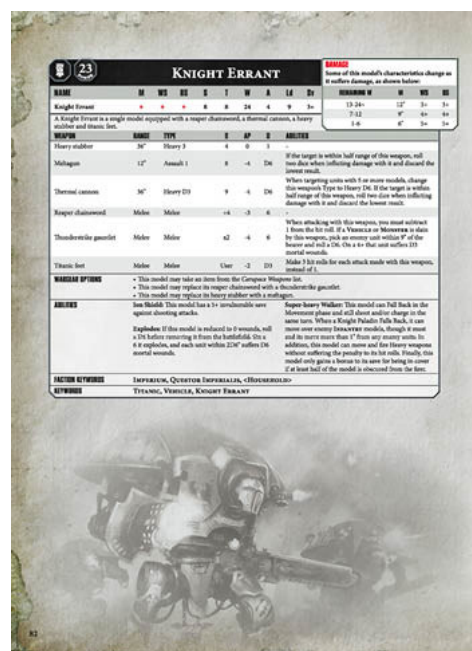 23
KNIGHT ERRANT
DAMAGE
Some of this model's characteristics change as
it suffers damage, as shown below:
REMAINING W M WS BS
13-24+ 12" 3+ 3+
7-12 9" 4+ 4+
1-6 6" 5+ 5+
NAME M WS BS S T W A Ld Sv
Knight Errant * * * 8 8 24 4 9 3+
A Knight Errant is a single model equipped with a reaper chainsword, a thermal cannon, a heavy
stubber and titanic feet.
WEAPON RANGE TYPE S AP D ABILITIES
Heavy stubber 36" Heavy 3 4 0 1 -
Meltagun 12" Assault 1 8 -4 D6 If the target is within half range of this weapon, roll
two dice when inflicting damage with it and discard the
lowest result.
Thermal cannon 36" Heavy D3 9 -4 D6 When targeting units with 5 or more models, change
this weapon's Type to Heavy D6. If the target is within
half range of this weapon, roll two dice when inflicting
damage with it and discard the lowest result.
Reaper chainsword Melee Melee +4 -3 6 -
Thunderstrike gauntlet Melee Melee x2 -4 6 When attacking with this weapon, you must subtract
1 from the hit roll. If a VEHICLE or MONSTER is slain
by this weapon, pick an enemy unit within 9" of the
bearer and roll a D6. On a 4+ that unit suffers D3
mortal wounds.
Titanic feet Melee Melee User -2 D3 Make 3 hit rolls for each attack made with this weapon,
instead of 1.
WARGEAR OPTIONS
• This model may take an item from the Carapace Weapons list.
• This model may replace its reaper chainsword with a thunderstrike gauntlet.
• This model may replace its heavy stubber with a meltagun.
ABILITIES
Ion Shield: This model has a 5+ invulnerable save
against shooting attacks.
Explodes: If this model is reduced to 0 wounds, roll
a D6 before removing it from the battlefield. On a
6 it explodes, and each unit within 2D6" suffers D6
mortal wounds.
Super-heavy Walker: This model can Fall Back in the
Movement phase and still shoot and/or charge in the
same turn. When a Knight Paladin Falls Back, it can
move over enemy INFANTRY models, though it must
end its move more than 1" from any enemy units. In
addition, this model can move and fire Heavy weapons
without suffering the penalty to its hit rolls. Finally, this
model only gains a bonus to its save for being in cover
if at least half of the model is obscured from the firer.
FACTION KEYWORDS IMPERIUM, QUESTOR IMPERIALIS, <HOUSEHOLD>
KEYWORDS TITANIC, VEHICLE, KNIGHT ERRANT
82